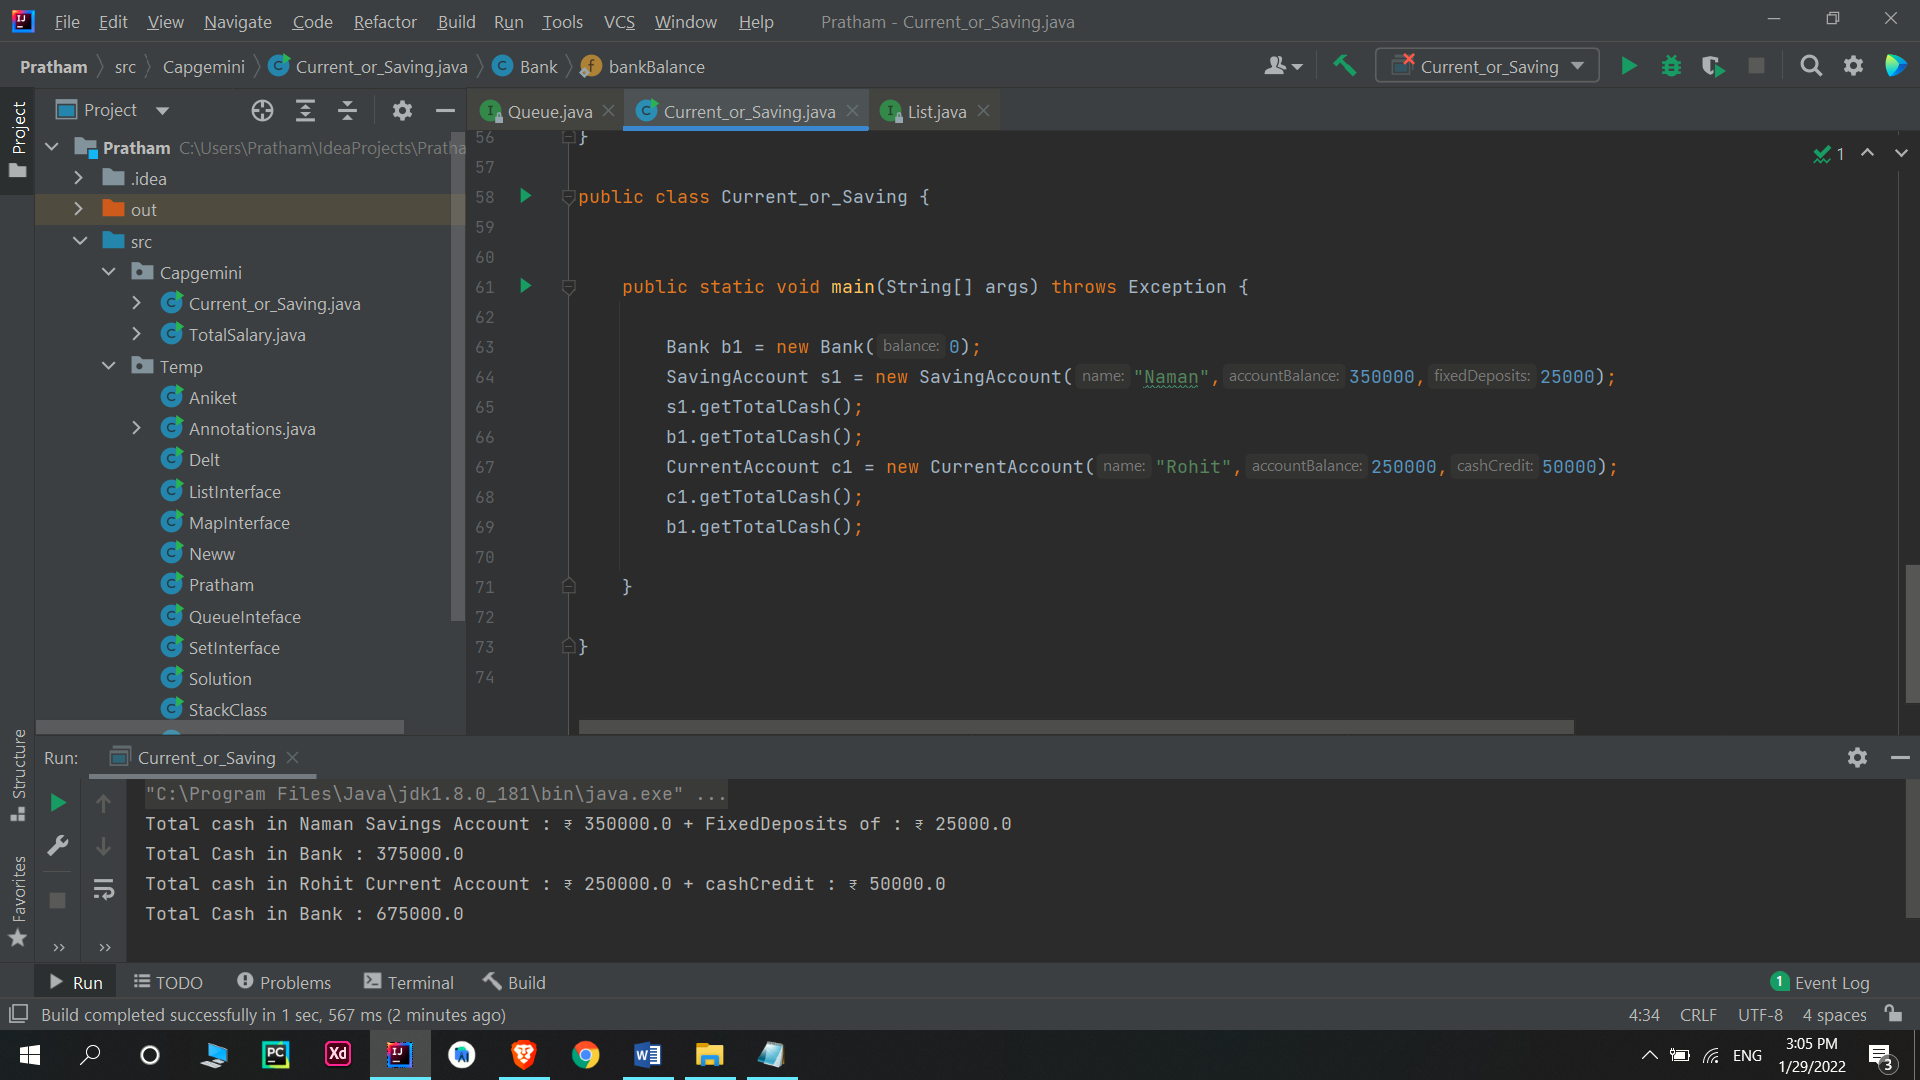 File Edit View Navigate Code Refactor Build Run Tools VCS Window Help Pratham - Current_or_Saving.java
Pratham src Capgemini Current_or_Saving.java Bank bankBalance Current_or_Saving
Project
Project
Queue.java Current_or_Saving.java List.java
Pratham C:\Users\Pratham\IdeaProjects\Pratha
.idea
out
src
Capgemini
Current_or_Saving.java
TotalSalary.java
Temp
Aniket
Annotations.java
Delt
ListInterface
MapInterface
Neww
Pratham
QueueInteface
SetInterface
Solution
StackClass
1
56 }
57
58 public class Current_or_Saving {
59
60
61 public static void main(String[] args) throws Exception {
62
63 Bank b1 = new Bank( balance: 0);
64 SavingAccount s1 = new SavingAccount( name: "Naman", accountBalance: 350000, fixedDeposits: 25000);
65 s1.getTotalCash();
66 b1.getTotalCash();
67 CurrentAccount c1 = new CurrentAccount( name: "Rohit", accountBalance: 250000, cashCredit: 50000);
68 c1.getTotalCash();
69 b1.getTotalCash();
70
71 }
72
73 }
74
Structure
Favorites
Run: Current_or_Saving
"C:\Program Files\Java\jdk1.8.0_181\bin\java.exe" ...
Total cash in Naman Savings Account : ₹ 350000.0 + FixedDeposits of : ₹ 25000.0
Total Cash in Bank : 375000.0
Total cash in Rohit Current Account : ₹ 250000.0 + cashCredit : ₹ 50000.0
Total Cash in Bank : 675000.0
Run TODO Problems Terminal Build 1 Event Log
Build completed successfully in 1 sec, 567 ms (2 minutes ago) 4:34 CRLF UTF-8 4 spaces
PC Xd IJ W ENG 3:05 PM
1/29/2022 3